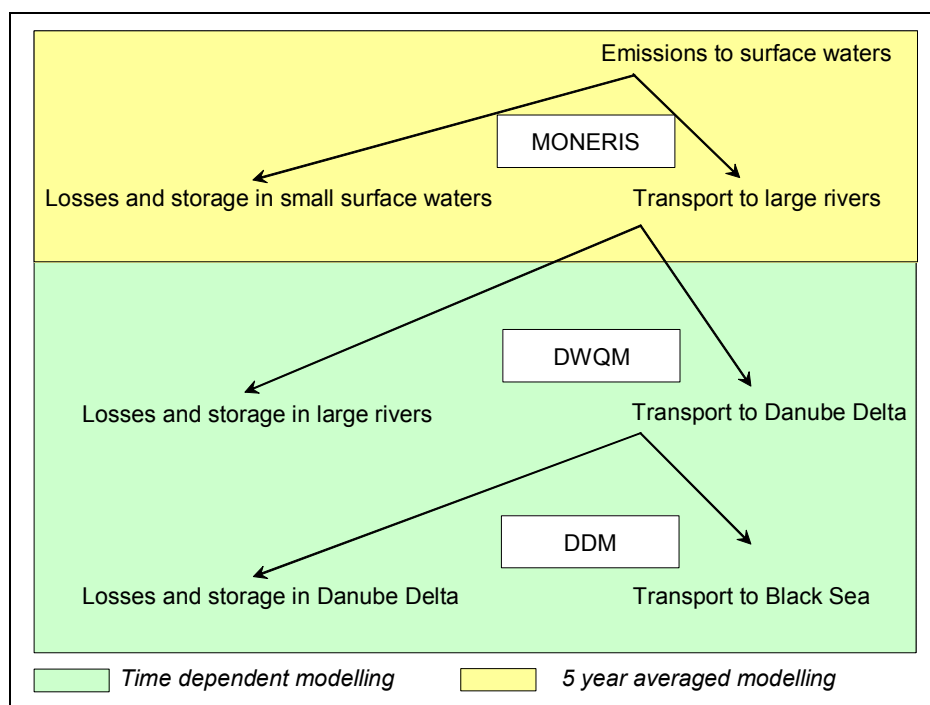 Emissions to surface waters
MONERIS
Losses and storage in small surface waters
Transport to large rivers
DWQM
Losses and storage in large rivers
Transport to Danube Delta
DDM
Losses and storage in Danube Delta
Transport to Black Sea
Time dependent modelling
5 year averaged modelling